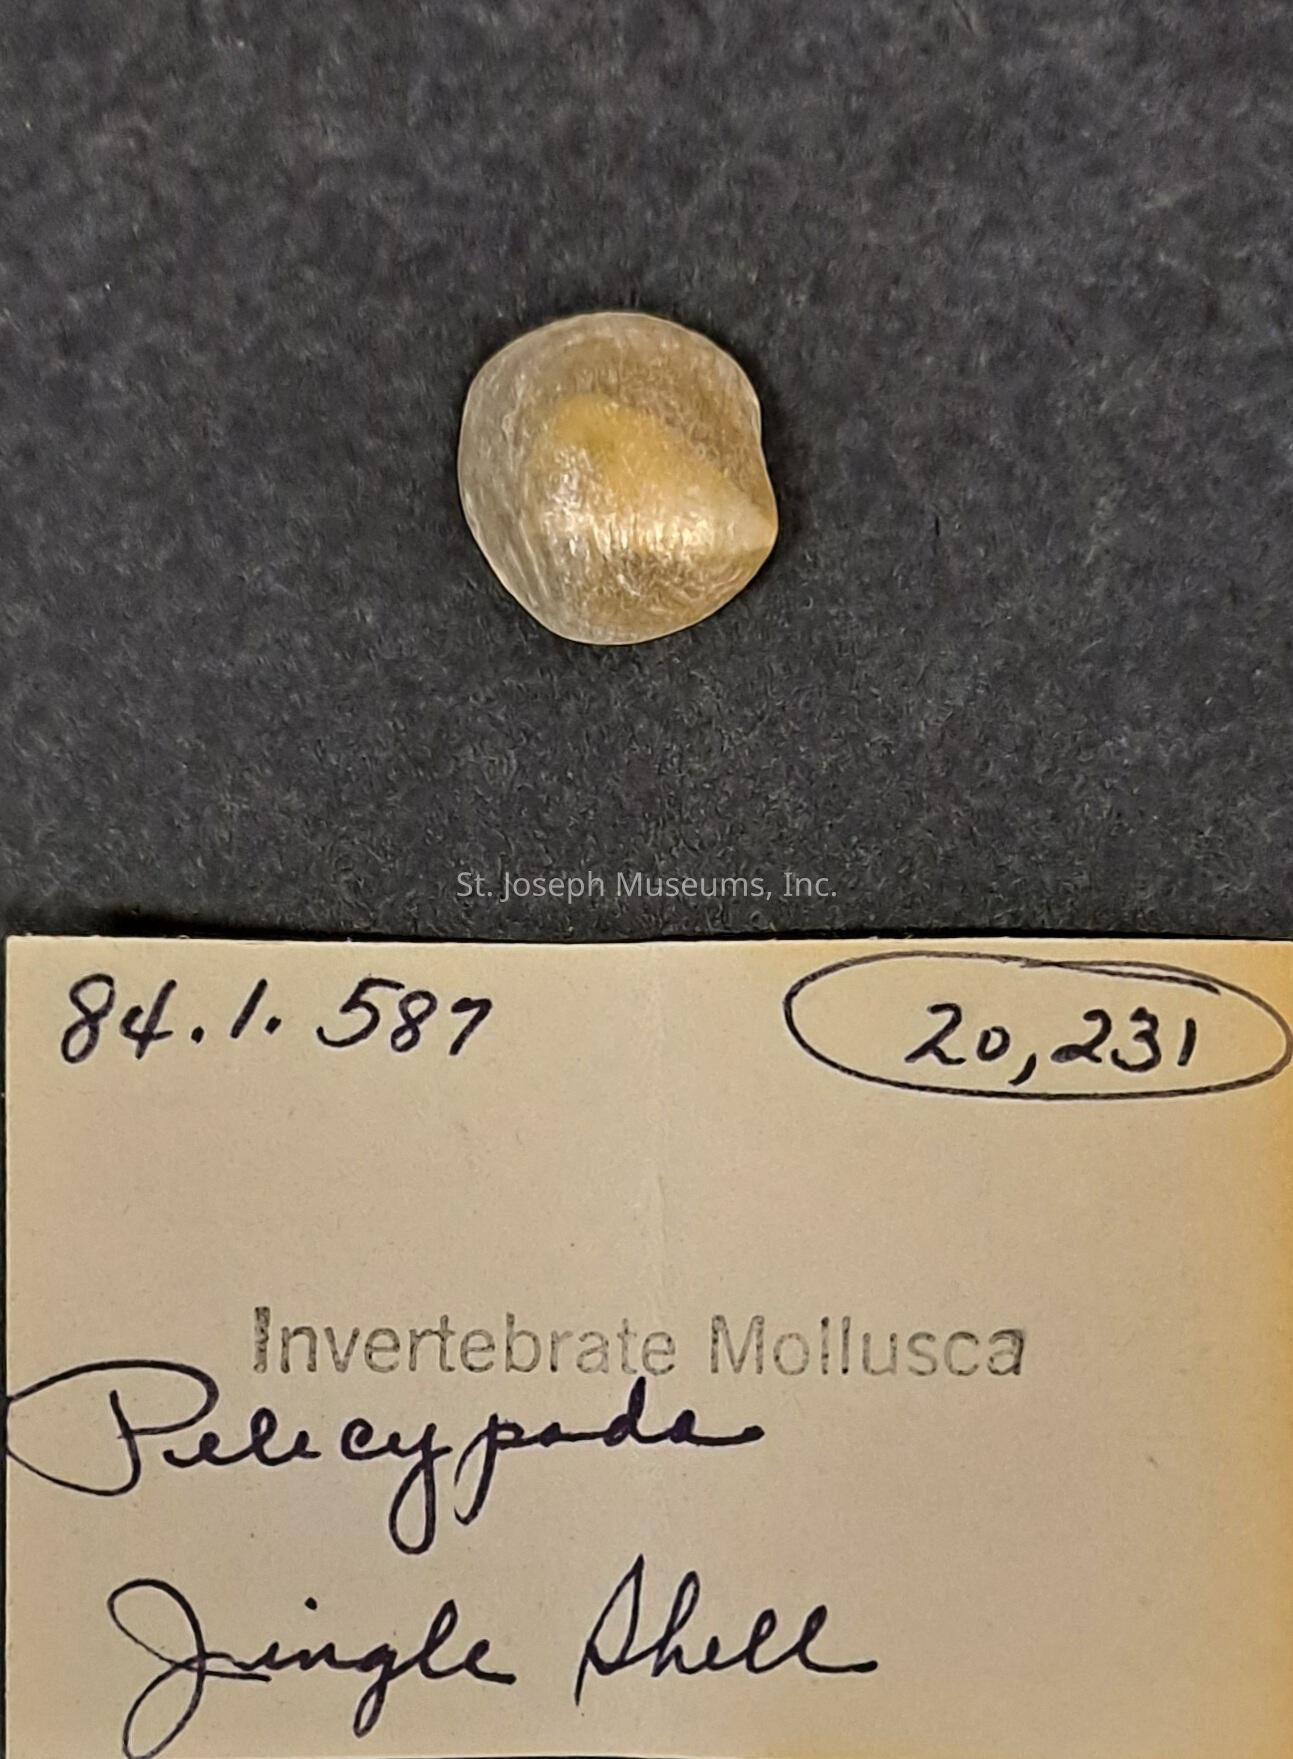 St. Joseph Museums, Inc.
84.1.587
20,231
Invertebrate Mollusca
Pelecypoda
Jingle Shell